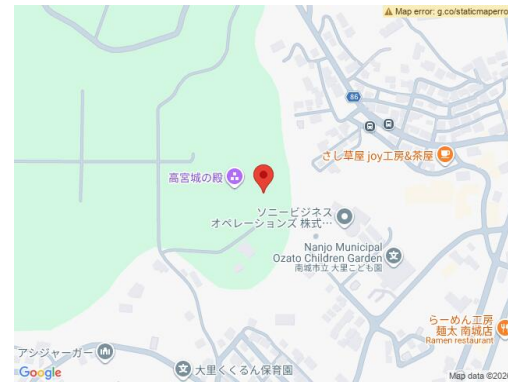 Map error: g.co/staticmaperro
86
さし草屋 joy工房&茶屋
高宮城の殿
ソニービジネス
オペレーションズ 株式…
Nanjo Municipal
Ozato Children Garden
南城市立 大里こども園
らーめん工房
麺太 南城店
Ramen restaurant
アシジャーガー
大里くくるん保育園
Google
Map data ©2026